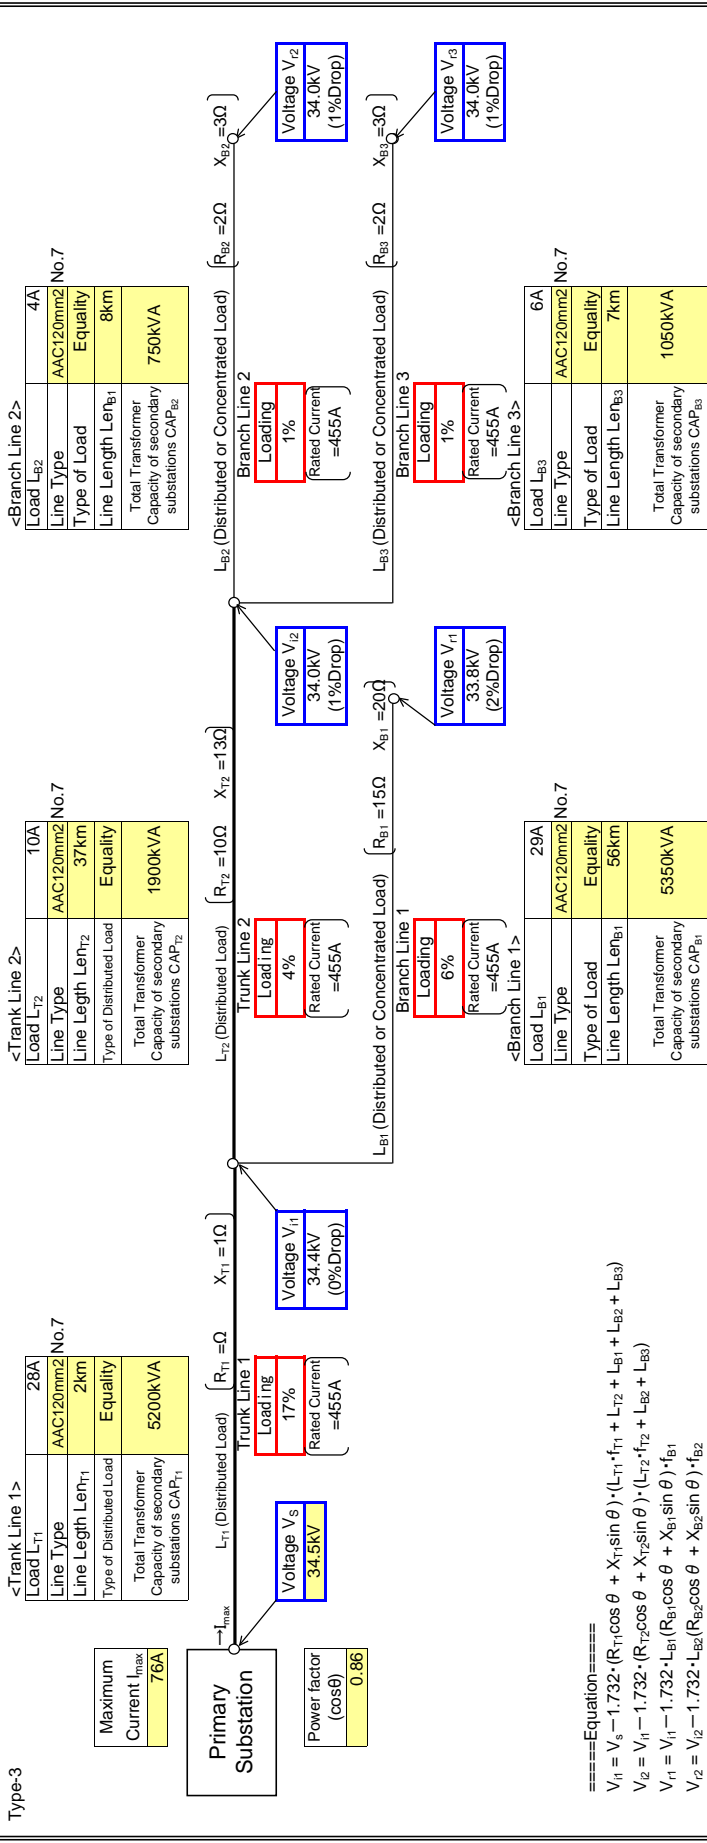 Type-3
Maximum
Current Imax
76A
Primary
Substation
Power factor
(cosθ)
0.86
→Imax
Voltage VS
34.5kV
<Trank Line 1>
Load LT1 28A
Line Type AAC120mm2 No.7
Line Legth LenT1 2km
Type of Distributed Load Equality
Total Transformer
Capacity of secondary
substations CAPT1
5200kVA
LT1 (Distributed Load)
RT1 =Ω XT1 =1Ω
Trunk Line 1
Loading
17%
Rated Current
=455A
Voltage Vi1
34.4kV
(0%Drop)
<Trank Line 2>
Load LT2 10A
Line Type AAC120mm2 No.7
Line Legth LenT2 37km
Type of Distributed Load Equality
Total Transformer
Capacity of secondary
substations CAPT2
1900kVA
LT2 (Distributed Load)
RT2 =10Ω XT2 =13Ω
Trunk Line 2
Loading
4%
Rated Current
=455A
Voltage Vi2
34.0kV
(1%Drop)
LB1 (Distributed or Concentrated Load)
RB1 =15Ω XB1 =20Ω
Branch Line 1
Loading
6%
Rated Current
=455A
Voltage Vr1
33.8kV
(2%Drop)
<Branch Line 1>
Load LB1 29A
Line Type AAC120mm2 No.7
Type of Load Equality
Line Length LenB1 56km
Total Transformer
Capacity of secondary
substations CAPB1
5350kVA
<Branch Line 2>
Load LB2 4A
Line Type AAC120mm2 No.7
Type of Load Equality
Line Length LenB1 8km
Total Transformer
Capacity of secondary
substations CAPB2
750kVA
LB2 (Distributed or Concentrated Load)
RB2 =2Ω XB2 =3Ω
Branch Line 2
Loading
1%
Rated Current
=455A
Voltage Vr2
34.0kV
(1%Drop)
LB3 (Distributed or Concentrated Load)
RB3 =2Ω XB3 =3Ω
Branch Line 3
Loading
1%
Rated Current
=455A
Voltage Vr3
34.0kV
(1%Drop)
<Branch Line 3>
Load LB3 6A
Line Type AAC120mm2 No.7
Type of Load Equality
Line Length LenB3 7km
Total Transformer
Capacity of secondary
substations CAPB3
1050kVA
=====Equation=====
Vi1 = Vs−1.732・(RT1cos θ + XT1sin θ)・(LT1・fT1 + LT2 + LB1 + LB2 + LB3)
Vi2 = Vi1−1.732・(RT2cos θ + XT2sin θ)・(LT2・fT2 + LB2 + LB3)
Vr1 = Vi1−1.732・LB1(RB1cos θ + XB1sin θ)・fB1
Vr2 = Vi2−1.732・LB2(RB2cos θ + XB2sin θ)・fB2